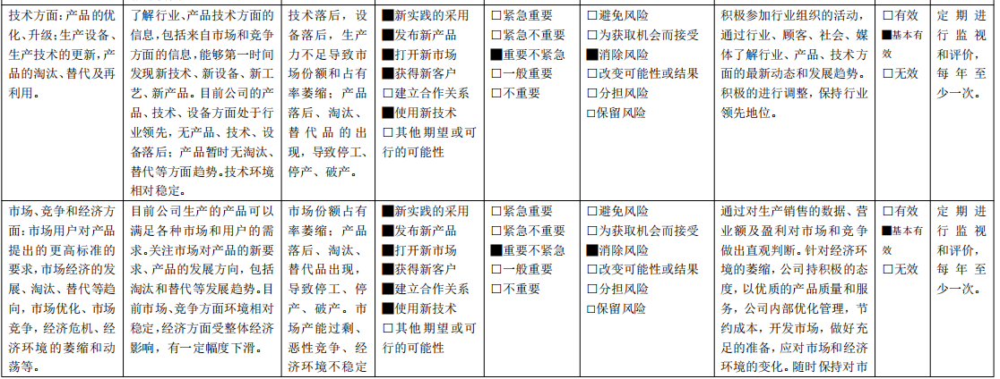 技术方面：产品的优
化、升级；生产设备、
生产技术的更新，产
品的淘汰、替代及再
利用。
了解行业、产品技术方面的
信息，包括来自市场和竞争
方面的信息，能够第一时间
发现新技术、新设备、新工
艺、新产品。目前公司的产
品、技术、设备方面处于行
业领先，无产品、技术、设
备落后；产品暂时无淘汰、
替代等方面趋势。技术环境
相对稳定。
技术落后，设
备落后，生产
力不足导致市
场份额和占有
率萎缩；产品
落后、淘汰、
替代品的出
现，导致停工、
停产、破产。
■新实践的采用
■发布新产品
■打开新市场
■获得新客户
□建立合作关系
■使用新技术
□其他期望或可
行的可能性
□紧急重要
□紧急不重要
■重要不紧急
□一般重要
□不重要
□避免风险
□为获取机会而接受
■消除风险
□改变可能性或结果
□分担风险
□保留风险
积极参加行业组织的活动，
通过行业、顾客、社会、媒
体了解行业、产品、技术方
面的最新动态和发展趋势。
积极的进行调整，保持行业
领先地位。
□有效
■基本有
效
□无效
定期进
行监视
和评价，
每年至
少一次。
市场、竞争和经济方
面：市场用户对产品
提出的更高标准的
要求，市场经济的发
展、淘汰、替代等趋
向，市场优化、市场
竞争，经济危机、经
济环境的萎缩和动
荡等。
目前公司生产的产品可以
满足各种市场和用户的需
求。关注市场对产品的新要
求、产品的发展方向，包括
淘汰和替代等发展趋势。目
前市场、竞争方面环境相对
稳定，经济方面受整体经济
影响，有一定幅度下滑。
市场份额占有
率萎缩；产品
落后、淘汰、
替代品出现，
导致停工、停
产、破产。市
场产能过剩、
恶性竞争、经
济环境不稳定
■新实践的采用
■发布新产品
■打开新市场
■获得新客户
■建立合作关系
■使用新技术
□其他期望或可
行的可能性
□紧急重要
□紧急不重要
■重要不紧急
□一般重要
□不重要
□避免风险
□为获取机会而接受
■消除风险
□改变可能性或结果
□分担风险
□保留风险
通过对生产销售的数据、营
业额及盈利对市场和竞争
做出直观判断。针对经济环
境的萎缩，公司持积极的态
度，以优质的产品质量和服
务，公司内部优化管理，节
约成本，开发市场，做好充
足的准备，应对市场和经济
环境的变化。随时保持对市
□有效
■基本有
效
□无效
定期进
行监视
和评价，
每年至
少一次。